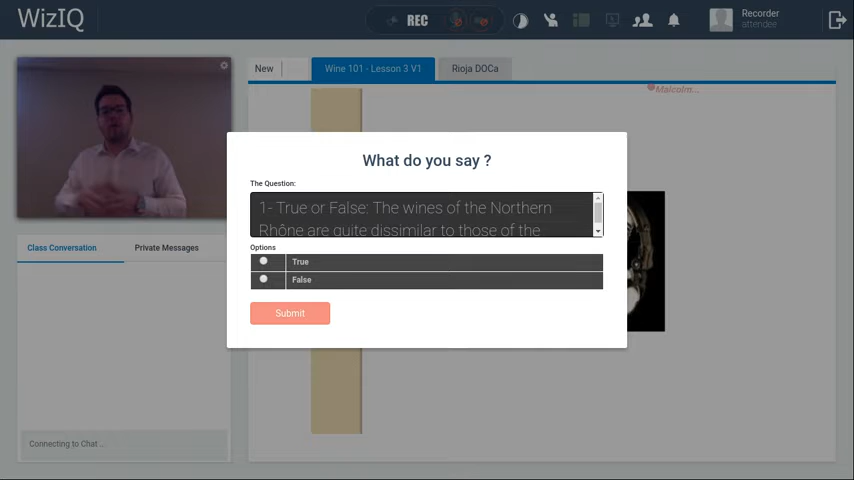 WizIQ
REC
Recorder
attendee
New
Wine 101 - Lesson 3 V1
Rioja DOCa
Malcolm...
What do you say ?
The Question:
1- True or False: The wines of the Northern
Rhône are quite dissimilar to those of the
Options
True
False
Submit
Class Conversation
Private Messages
Connecting to Chat ...